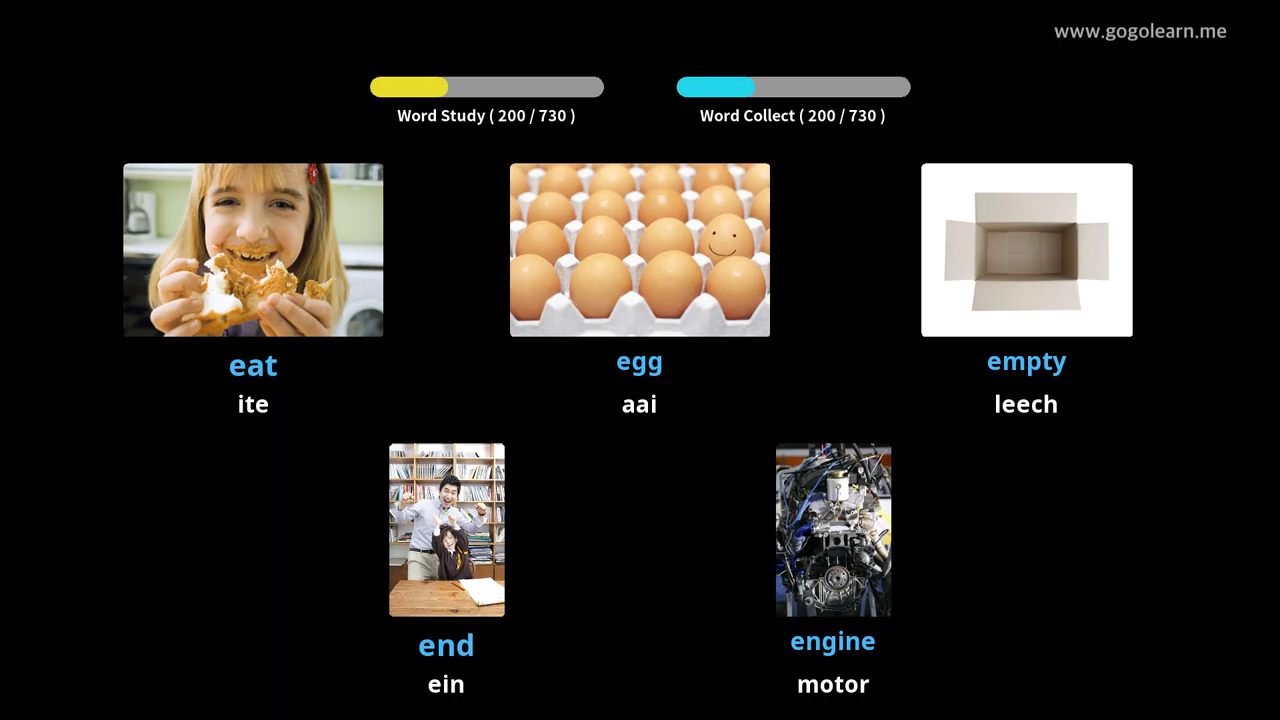 www.gogolearn.me
Word Study ( 200 / 730 )
Word Collect ( 200 / 730 )
eat
ite
egg
aai
empty
leech
end
ein
engine
motor